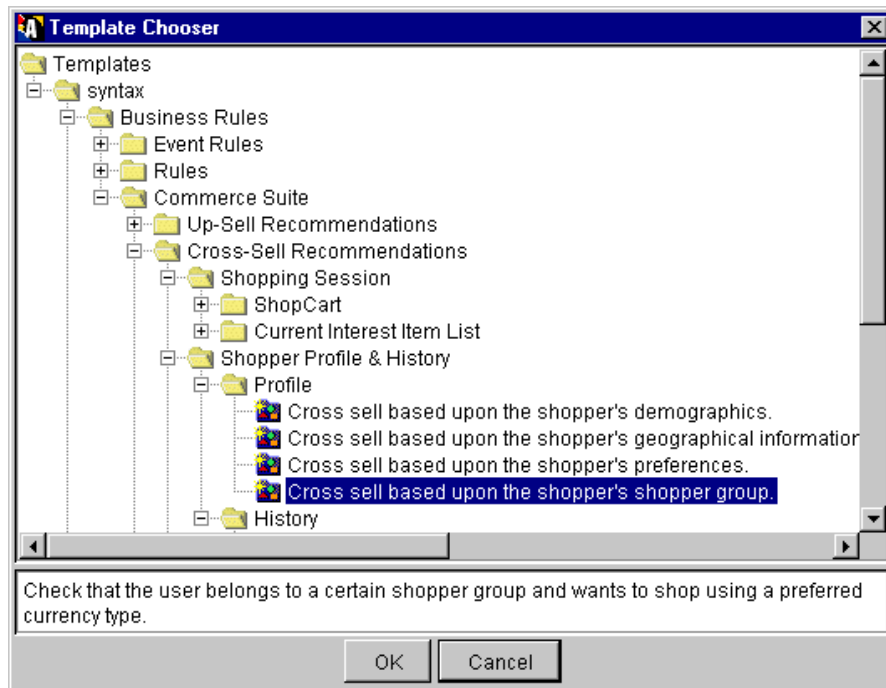 Template Chooser
Templates
syntax
Business Rules
Event Rules
Rules
Commerce Suite
Up-Sell Recommendations
Cross-Sell Recommendations
Shopping Session
ShopCart
Current Interest Item List
Shopper Profile & History
Profile
Cross sell based upon the shopper's demographics.
Cross sell based upon the shopper's geographical information
Cross sell based upon the shopper's preferences.
Cross sell based upon the shopper's shopper group.
History
Check that the user belongs to a certain shopper group and wants to shop using a preferred
currency type.
OK Cancel